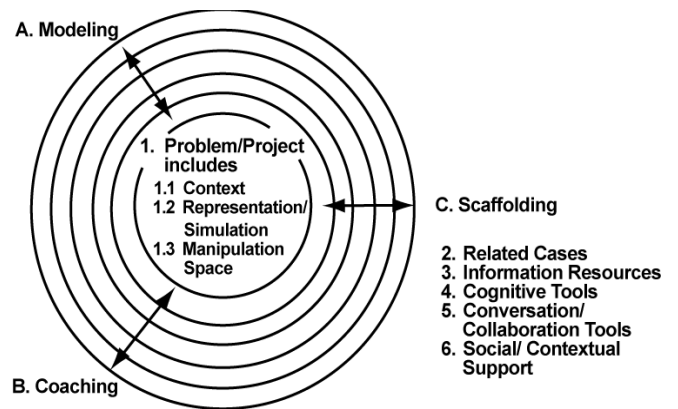 A. Modeling
1. Problem/Project
includes
1.1 Context
1.2 Representation/
Simulation
1.3 Manipulation
Space
B. Coaching
C. Scaffolding
2. Related Cases
3. Information Resources
4. Cognitive Tools
5. Conversation/
Collaboration Tools
6. Social/ Contextual
Support